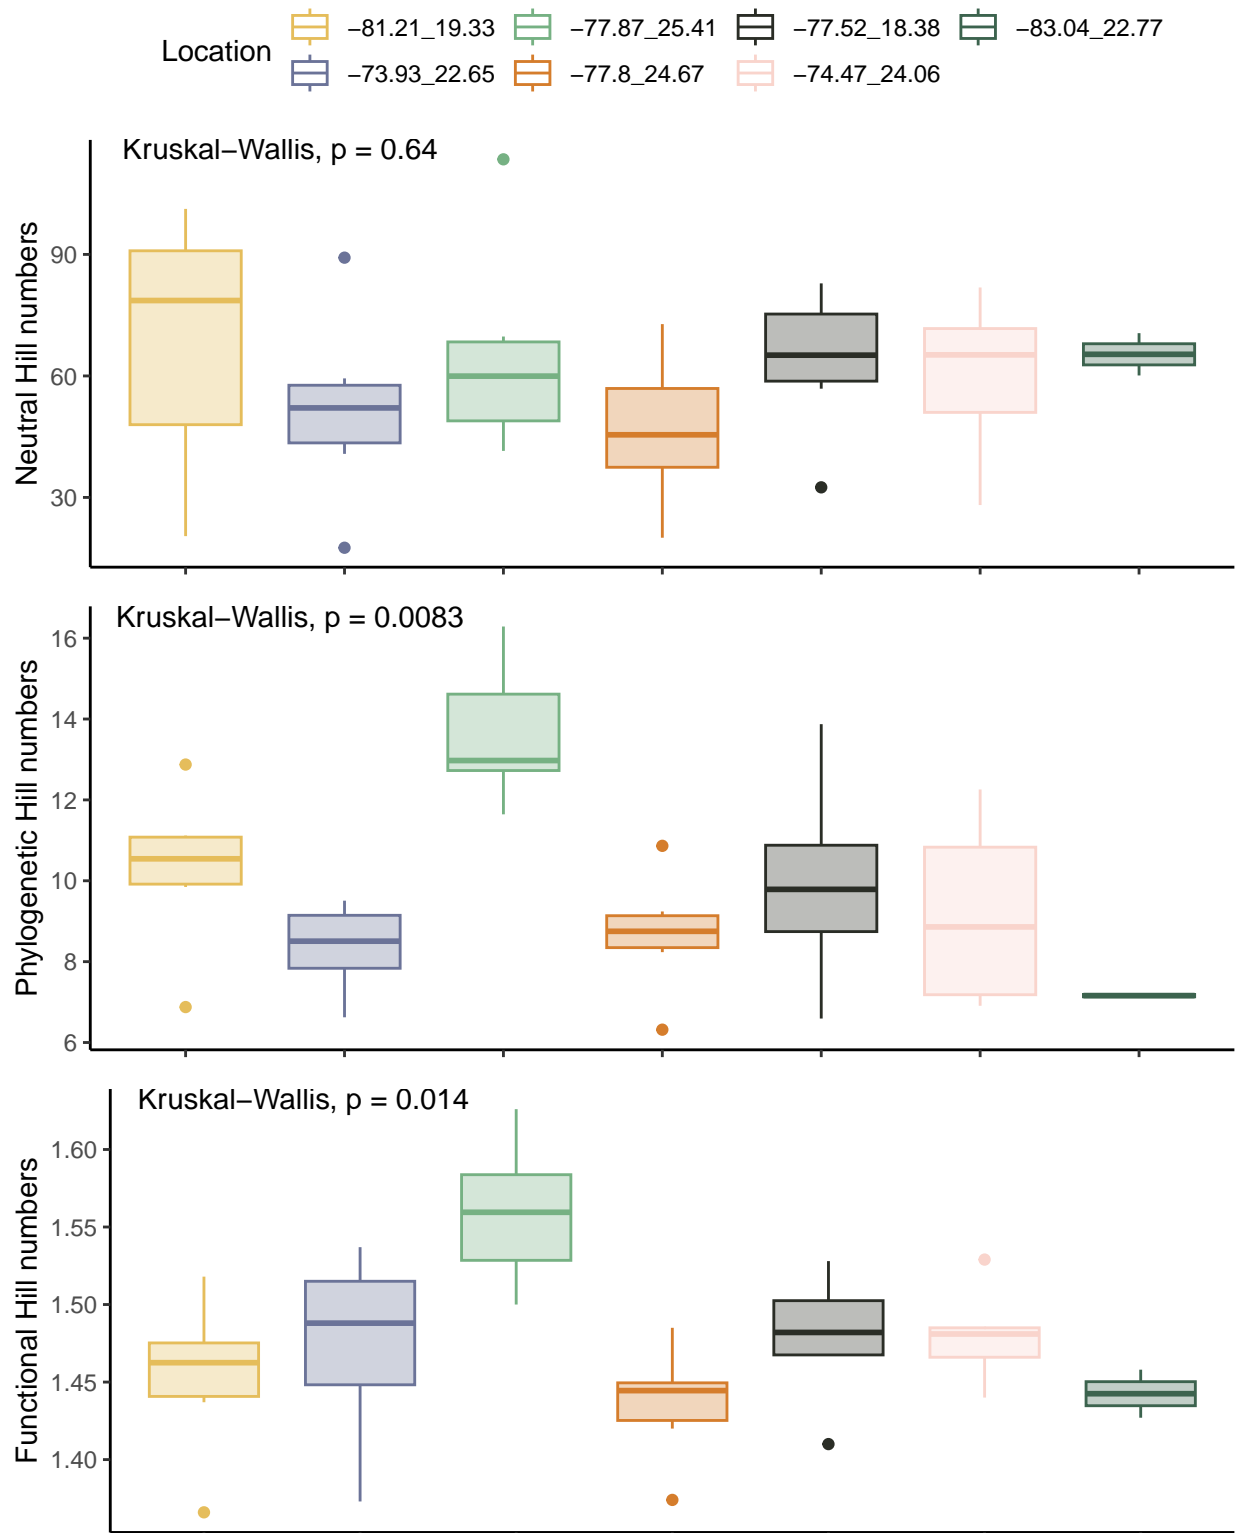 Location
−81.21_19.33 −77.87_25.41 −77.52_18.38 −83.04_22.77
−73.93_22.65 −77.8_24.67 −74.47_24.06
Kruskal−Wallis, p = 0.64
Neutral Hill numbers
90
60
30
Kruskal−Wallis, p = 0.0083
Phylogenetic Hill numbers
16
14
12
10
8
6
Kruskal−Wallis, p = 0.014
Functional Hill numbers
1.60
1.55
1.50
1.45
1.40